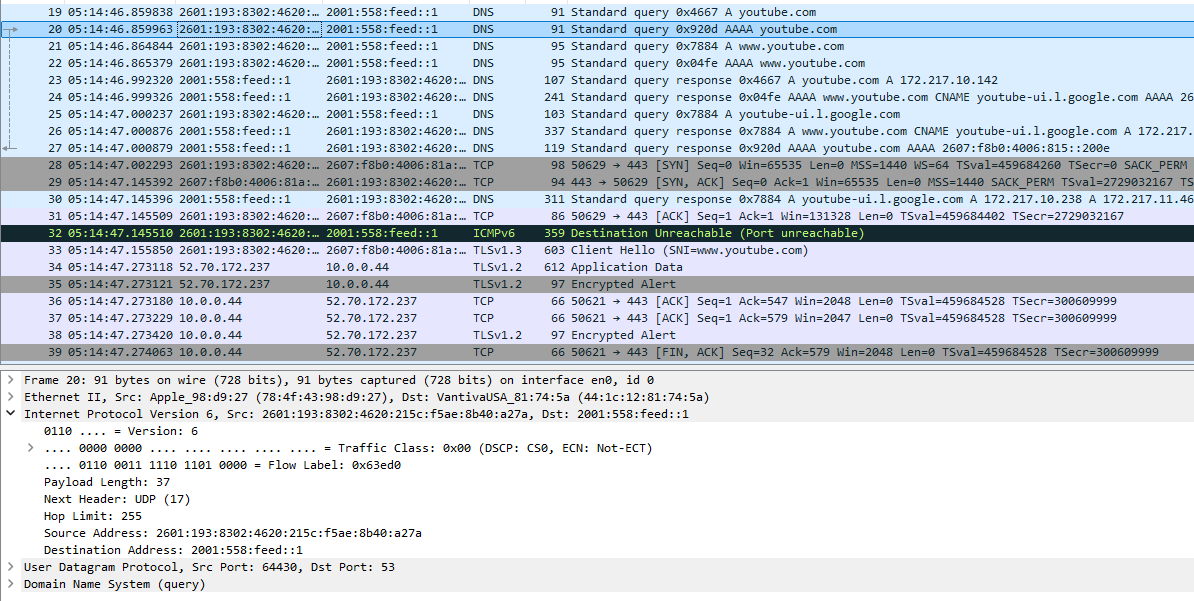 19 05:14:46.859838 2601:193:8302:4620:… 2001:558:feed::1 DNS 91 Standard query 0x4667 A youtube.com
20 05:14:46.859963 2601:193:8302:4620:… 2001:558:feed::1 DNS 91 Standard query 0x920d AAAA youtube.com
21 05:14:46.864844 2601:193:8302:4620:… 2001:558:feed::1 DNS 95 Standard query 0x7884 A www.youtube.com
22 05:14:46.865379 2601:193:8302:4620:… 2001:558:feed::1 DNS 95 Standard query 0x04fe AAAA www.youtube.com
23 05:14:46.992320 2001:558:feed::1 2601:193:8302:4620:… DNS 107 Standard query response 0x4667 A youtube.com A 172.217.10.142
24 05:14:46.999326 2001:558:feed::1 2601:193:8302:4620:… DNS 241 Standard query response 0x04fe AAAA www.youtube.com CNAME youtube-ui.l.google.com AAAA 26
25 05:14:47.000237 2601:193:8302:4620:… 2001:558:feed::1 DNS 103 Standard query 0x7884 A youtube-ui.l.google.com
26 05:14:47.000876 2001:558:feed::1 2601:193:8302:4620:… DNS 337 Standard query response 0x7884 A www.youtube.com CNAME youtube-ui.l.google.com A 172.217.
27 05:14:47.000879 2001:558:feed::1 2601:193:8302:4620:… DNS 119 Standard query response 0x920d AAAA youtube.com AAAA 2607:f8b0:4006:815::200e
28 05:14:47.002293 2601:193:8302:4620:… 2607:f8b0:4006:81a:… TCP 98 50629 → 443 [SYN] Seq=0 Win=65535 Len=0 MSS=1440 WS=64 TSval=459684260 TSecr=0 SACK_PERM
29 05:14:47.145392 2607:f8b0:4006:81a:… 2601:193:8302:4620:… TCP 94 443 → 50629 [SYN, ACK] Seq=0 Ack=1 Win=65535 Len=0 MSS=1440 SACK_PERM TSval=2729032167 TS
30 05:14:47.145396 2001:558:feed::1 2601:193:8302:4620:… DNS 311 Standard query response 0x7884 A youtube-ui.l.google.com A 172.217.10.238 A 172.217.11.46
31 05:14:47.145509 2601:193:8302:4620:… 2607:f8b0:4006:81a:… TCP 86 50629 → 443 [ACK] Seq=1 Ack=1 Win=131328 Len=0 TSval=459684402 TSecr=2729032167
32 05:14:47.145510 2601:193:8302:4620:… 2001:558:feed::1 ICMPv6 359 Destination Unreachable (Port unreachable)
33 05:14:47.155850 2601:193:8302:4620:… 2607:f8b0:4006:81a:… TLSv1.3 603 Client Hello (SNI=www.youtube.com)
34 05:14:47.273118 52.70.172.237 10.0.0.44 TLSv1.2 612 Application Data
35 05:14:47.273121 52.70.172.237 10.0.0.44 TLSv1.2 97 Encrypted Alert
36 05:14:47.273180 10.0.0.44 52.70.172.237 TCP 66 50621 → 443 [ACK] Seq=1 Ack=547 Win=2048 Len=0 TSval=459684528 TSecr=300609999
37 05:14:47.273229 10.0.0.44 52.70.172.237 TCP 66 50621 → 443 [ACK] Seq=1 Ack=579 Win=2047 Len=0 TSval=459684528 TSecr=300609999
38 05:14:47.273420 10.0.0.44 52.70.172.237 TLSv1.2 97 Encrypted Alert
39 05:14:47.274063 10.0.0.44 52.70.172.237 TCP 66 50621 → 443 [FIN, ACK] Seq=32 Ack=579 Win=2048 Len=0 TSval=459684528 TSecr=300609999
Frame 20: 91 bytes on wire (728 bits), 91 bytes captured (728 bits) on interface en0, id 0
Ethernet II, Src: Apple_98:d9:27 (78:4f:43:98:d9:27), Dst: VantivaUSA_81:74:5a (44:1c:12:81:74:5a)
Internet Protocol Version 6, Src: 2601:193:8302:4620:215c:f5ae:8b40:a27a, Dst: 2001:558:feed::1
0110 .... = Version: 6
.... 0000 0000 .... .... .... .... .... = Traffic Class: 0x00 (DSCP: CS0, ECN: Not-ECT)
.... 0110 0011 1110 1101 0000 = Flow Label: 0x63ed0
Payload Length: 37
Next Header: UDP (17)
Hop Limit: 255
Source Address: 2601:193:8302:4620:215c:f5ae:8b40:a27a
Destination Address: 2001:558:feed::1
User Datagram Protocol, Src Port: 64430, Dst Port: 53
Domain Name System (query)